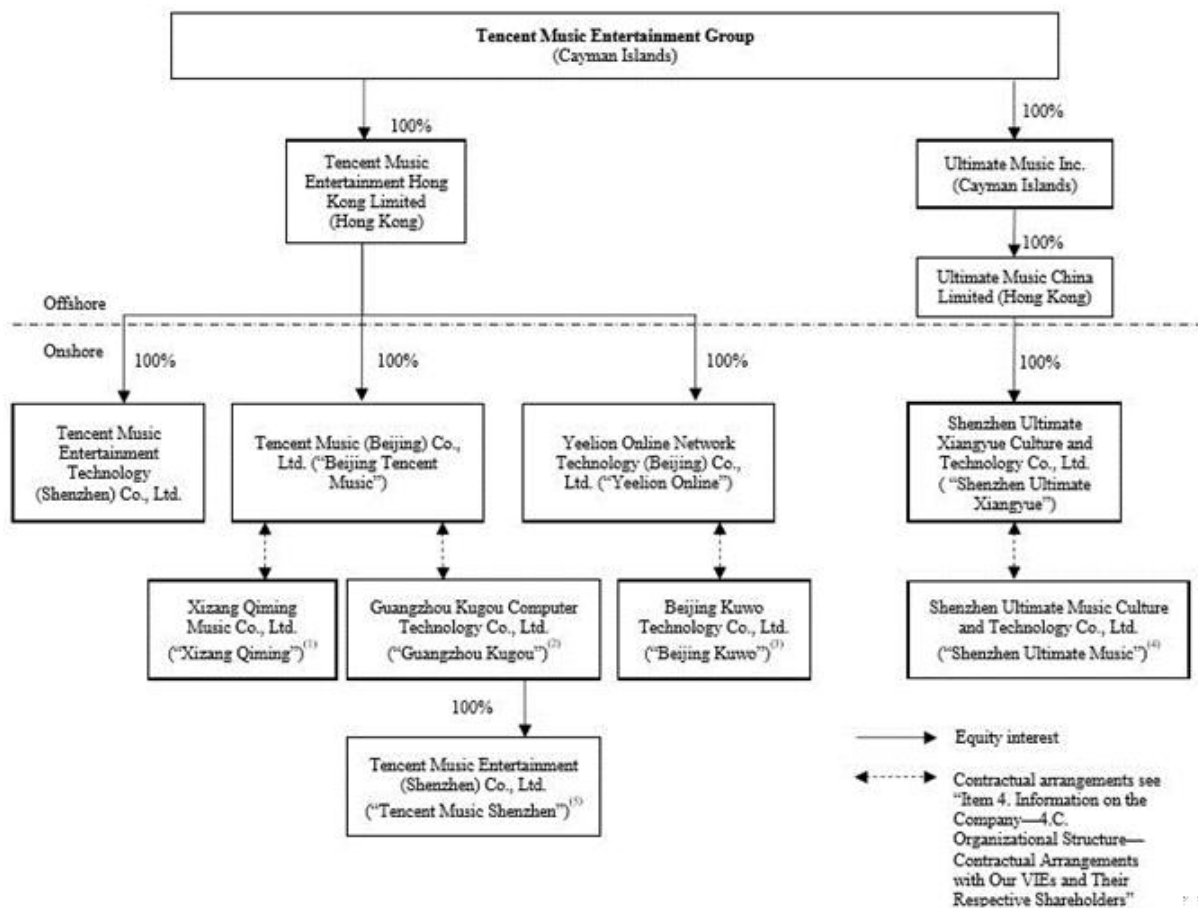 Tencent Music Entertainment Group
(Cayman Islands)
100%
100%
Tencent Music
Entertainment Hong
Kong Limited
(Hong Kong)
Ultimate Music Inc.
(Cayman Islands)
100%
Ultimate Music China
Limited (Hong Kong)
Offshore
Onshore
100%
100%
100%
100%
Tencent Music
Entertainment
Technology
(Shenzhen) Co., Ltd.
Tencent Music (Beijing) Co.,
Ltd. (“Beijing Tencent
Music”)
Yeelion Online Network
Technology (Beijing) Co.,
Ltd. (“Yeelion Online”)
Shenzhen Ultimate
Xiangyue Culture and
Technology Co., Ltd.
( “Shenzhen Ultimate
Xiangyue”)
Xizang Qiming
Music Co., Ltd.
(“Xizang Qiming”)(1)
Guangzhou Kugou Computer
Technology Co., Ltd.
(“Guangzhou Kugou”)(2)
Beijing Kuwo
Technology Co., Ltd.
(“Beijing Kuwo”)(3)
Shenzhen Ultimate Music Culture
and Technology Co., Ltd.
(“Shenzhen Ultimate Music”)(4)
100%
Tencent Music Entertainment
(Shenzhen) Co., Ltd.
(“Tencent Music Shenzhen”)(5)
Equity interest
Contractual arrangements see
“Item 4. Information on the
Company—4.C.
Organizational Structure—
Contractual Arrangements
with Our VIEs and Their
Respective Shareholders”